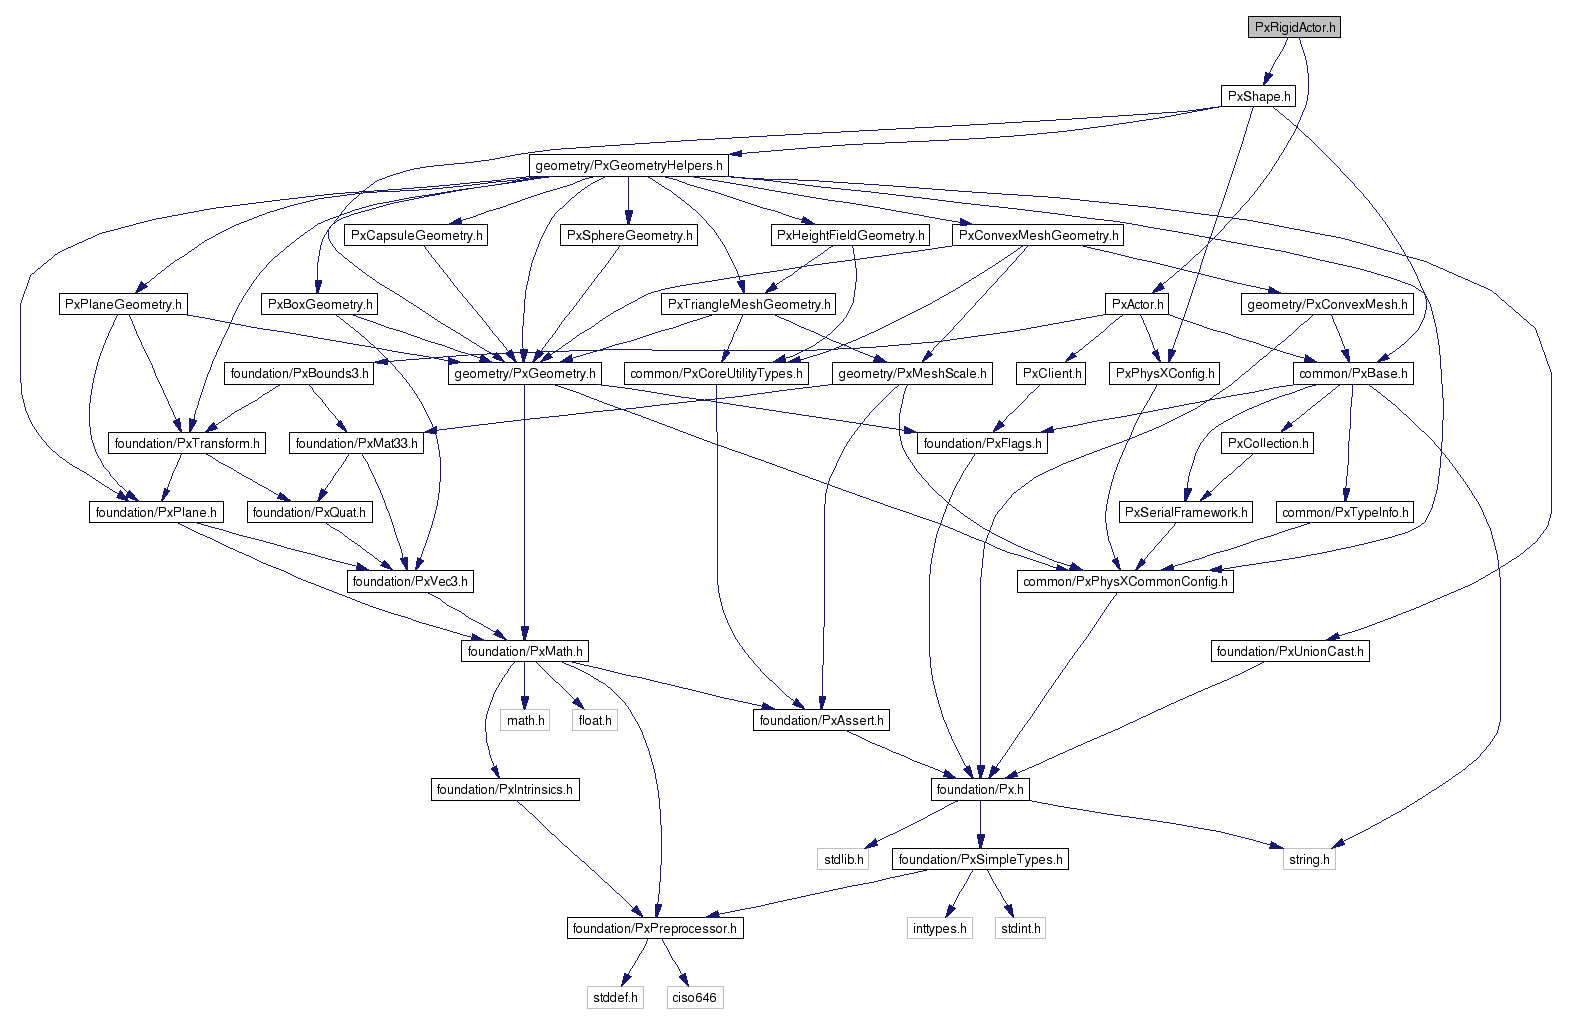 PxRigidActor.h
PxShape.h
geometry/PxGeometryHelpers.h
PxCapsuleGeometry.h
PxSphereGeometry.h
PxHeightFieldGeometry.h
PxConvexMeshGeometry.h
PxPlaneGeometry.h
PxBoxGeometry.h
PxTriangleMeshGeometry.h
PxActor.h
geometry/PxConvexMesh.h
foundation/PxBounds3.h
geometry/PxGeometry.h
common/PxCoreUtilityTypes.h
geometry/PxMeshScale.h
PxClient.h
PxPhysXConfig.h
common/PxBase.h
foundation/PxTransform.h
foundation/PxMat33.h
foundation/PxFlags.h
PxCollection.h
foundation/PxPlane.h
foundation/PxQuat.h
PxSerialFramework.h
common/PxTypeInfo.h
foundation/PxVec3.h
common/PxPhysXCommonConfig.h
foundation/PxMath.h
foundation/PxUnionCast.h
math.h
float.h
foundation/PxAssert.h
foundation/PxIntrinsics.h
foundation/Px.h
stdlib.h
foundation/PxSimpleTypes.h
string.h
foundation/PxPreprocessor.h
inttypes.h
stdint.h
stddef.h
ciso646